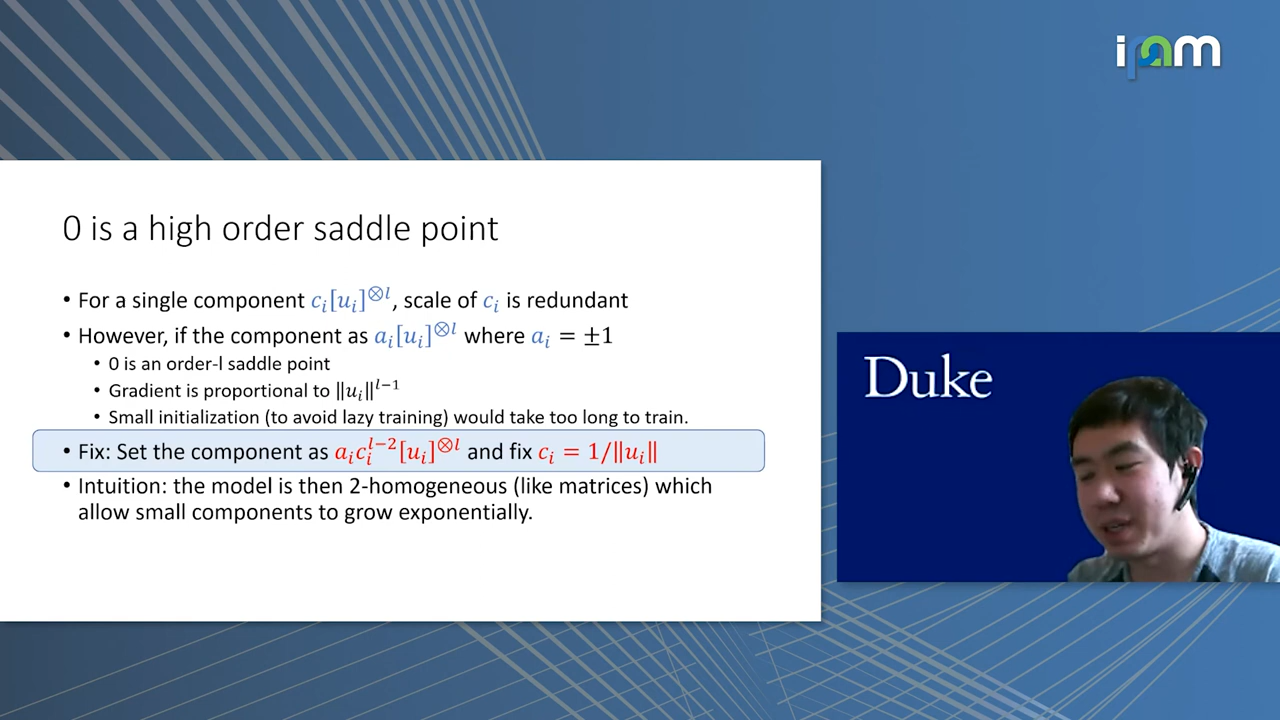 ipam
0 is a high order saddle point
• For a single component $c_i[u_i]^{\otimes l}$, scale of $c_i$ is redundant
• However, if the component as $a_i[u_i]^{\otimes l}$ where $a_i = \pm 1$
• 0 is an order-l saddle point
• Gradient is proportional to $\|u_i\|^{l-1}$
• Small initialization (to avoid lazy training) would take too long to train.
• Fix: Set the component as $a_i c_i^{l-2}[u_i]^{\otimes l}$ and fix $c_i = 1/\|u_i\|$
• Intuition: the model is then 2-homogeneous (like matrices) which
allow small components to grow exponentially.
Duke